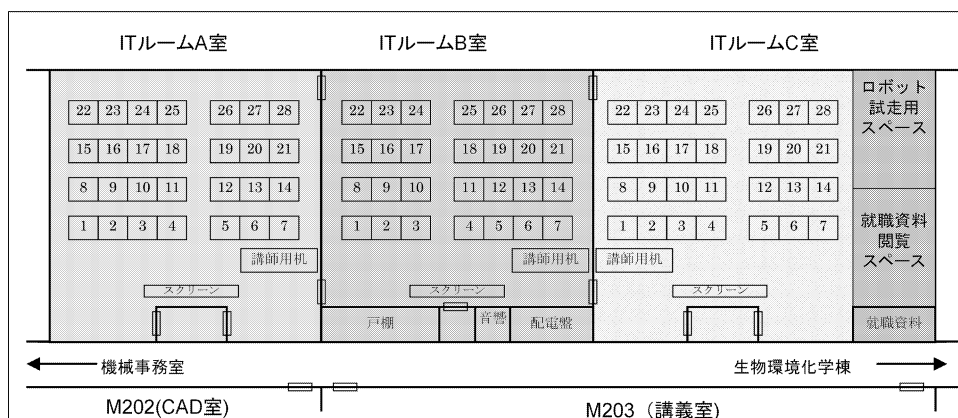 ITルームA室 ITルームB室 ITルームC室
22 23 24 25 26 27 28 22 23 24 25 26 27 28 22 23 24 25 26 27 28 ロボット
試走用
スペース
15 16 17 18 19 20 21 15 16 17 18 19 20 21 15 16 17 18 19 20 21
8 9 10 11 12 13 14 8 9 10 11 12 13 14 8 9 10 11 12 13 14
1 2 3 4 5 6 7 1 2 3 4 5 6 7 1 2 3 4 5 6 7 就職資料
閲覧
スペース
講師用机 講師用机 講師用机
スクリーン スクリーン スクリーン
戸棚 音響 配電盤 就職資料
機械事務室 生物環境化学棟
M202(CAD室) M203（講義室）